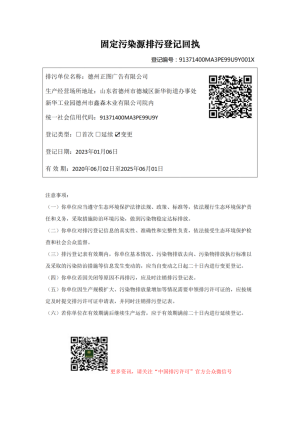 固定污染源排污登记回执
登记编号：91371400MA3PE99U9Y001X
排污单位名称：德州正图广告有限公司
生产经营场所地址：山东省德州市德城区新华街道办事处
新华工业园德州市鑫森木业有限公司院内
统一社会信用代码：91371400MA3PE99U9Y
登记类型：□首次 □延续 ☑变更
登记日期：2023年01月06日
有 效 期：2020年06月02日至2025年06月01日
注意事项：
（一）你单位应当遵守生态环境保护法律法规、政策、标准等，依法履行生态环境保护责
任和义务，采取措施防治环境污染，做到污染物稳定达标排放。
（二）你单位对排污登记信息的真实性、准确性和完整性负责，依法接受生态环境保护检
查和社会公众监督。
（三）排污登记表有效期内，你单位基本情况、污染物排放去向、污染物排放执行标准以
及采取的污染防治措施等信息发生变动的，应当自变动之日起二十日内进行变更登记。
（四）你单位若因关闭等原因不再排污，应及时注销排污登记表。
（五）你单位因生产规模扩大、污染物排放量增加等情况需要申领排污许可证的，应按规
定及时提交排污许可证申请表，并同时注销排污登记表。
（六）若你单位在有效期满后继续生产运营，应于有效期满前二十日内进行延续登记。
更多资讯，请关注“中国排污许可”官方公众微信号